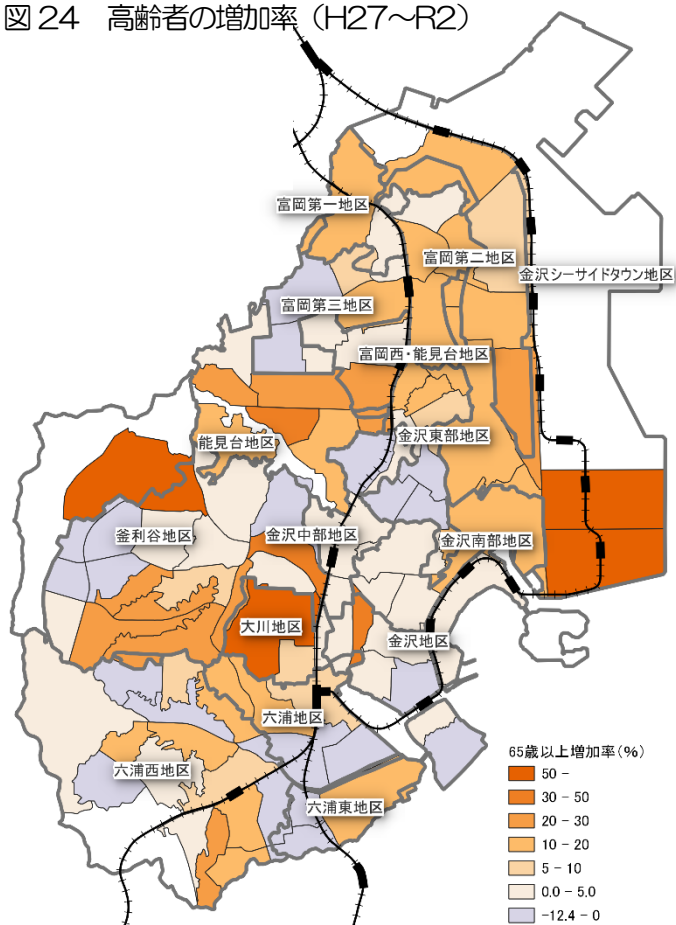 図24 高齢者の増加率（H27～R2）
富岡第一地区
富岡第二地区
金沢シーサイドタウン地区
富岡第三地区
富岡西・能見台地区
能見台地区
金沢東部地区
釜利谷地区
金沢中部地区
金沢南部地区
大川地区
金沢地区
六浦地区
六浦西地区
六浦東地区
65歳以上増加率(%)
50 -
30 - 50
20 - 30
10 - 20
5 - 10
0.0 - 5.0
-12.4 - 0